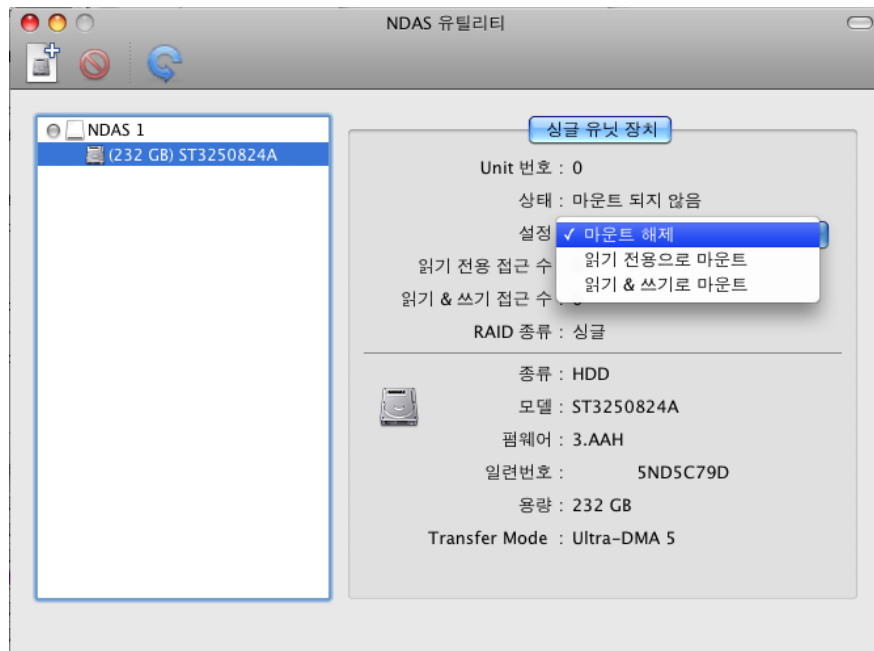 NDAS 유틸리티
NDAS 1
(232 GB) ST3250824A
싱글 유닛 장치
Unit 번호 : 0
상태 : 마운트 되지 않음
설정
✓ 마운트 해제
읽기 전용으로 마운트
읽기 & 쓰기로 마운트
읽기 전용 접근 수
읽기 & 쓰기 접근 수 :
RAID 종류 : 싱글
종류 : HDD
모델 : ST3250824A
펌웨어 : 3.AAH
일련번호 : 5ND5C79D
용량 : 232 GB
Transfer Mode : Ultra-DMA 5